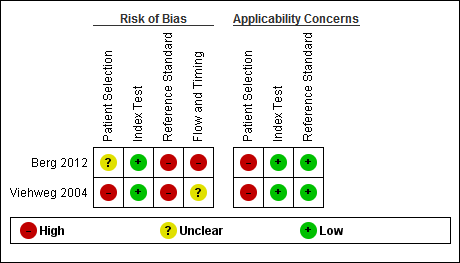 Risk of Bias Applicability Concerns
Patient Selection
Index Test
Reference Standard
Flow and Timing
Patient Selection
Index Test
Reference Standard
Berg 2012 ? + – – – + +
Viehweg 2004 – + – ? – + +
– High ? Unclear + Low